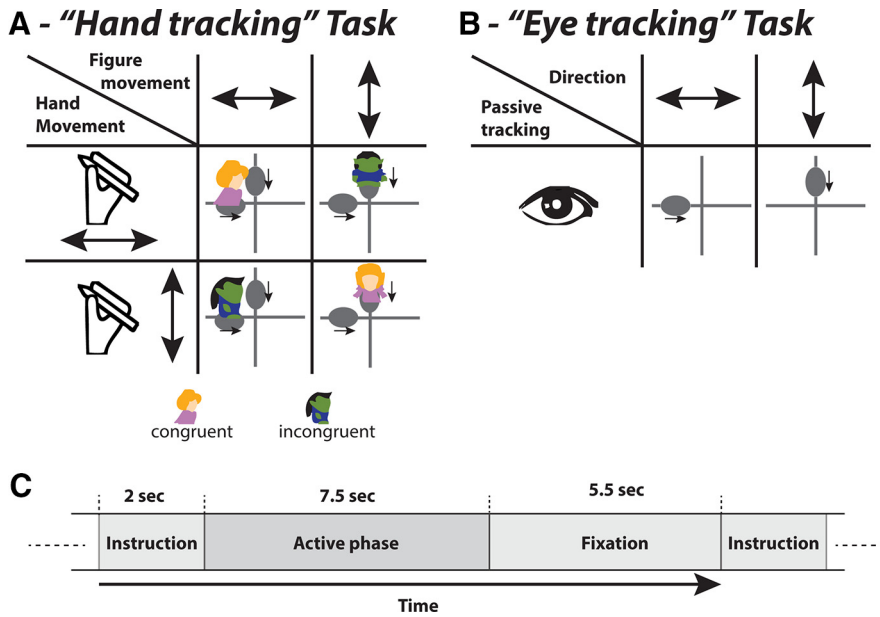 A - “Hand tracking” Task
Figure
movement
Hand
Movement
congruent
incongruent
B - “Eye tracking” Task
Direction
Passive
tracking
C
2 sec
7.5 sec
5.5 sec
Instruction
Active phase
Fixation
Instruction
Time